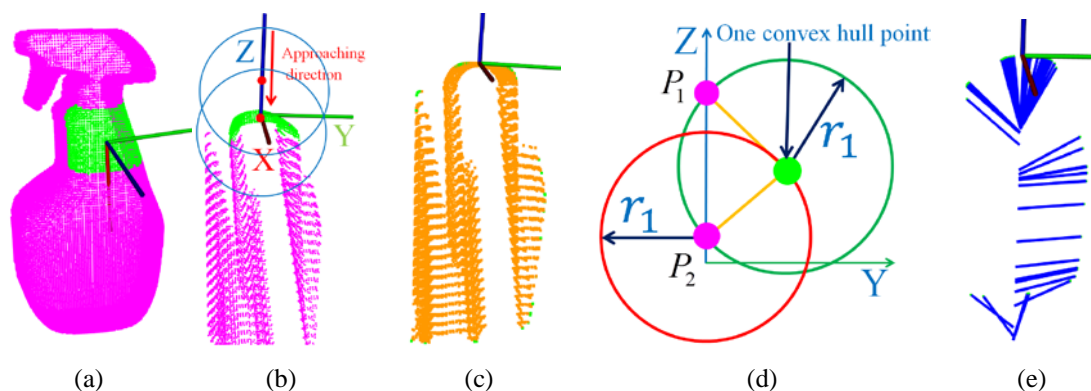 Z
Approaching
direction
Y
X
Z
One convex hull point
P1
r1
r1
P2
Y
(a)
(b)
(c)
(d)
(e)